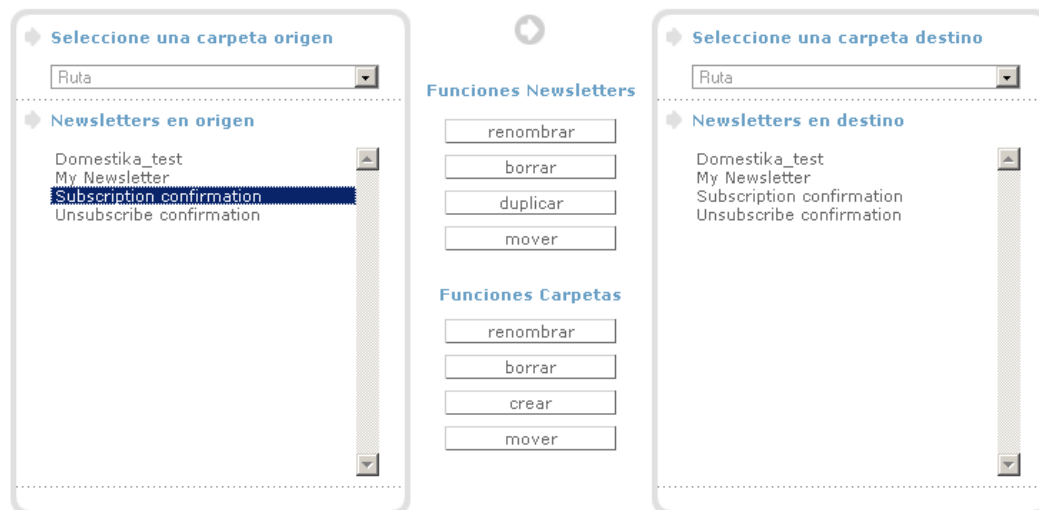 Seleccione una carpeta origen
Ruta
Newsletters en origen
Domestika_test
My Newsletter
Subscription confirmation
Unsubscribe confirmation
Funciones Newsletters
renombrar
borrar
duplicar
mover
Funciones Carpetas
renombrar
borrar
crear
mover
Seleccione una carpeta destino
Ruta
Newsletters en destino
Domestika_test
My Newsletter
Subscription confirmation
Unsubscribe confirmation